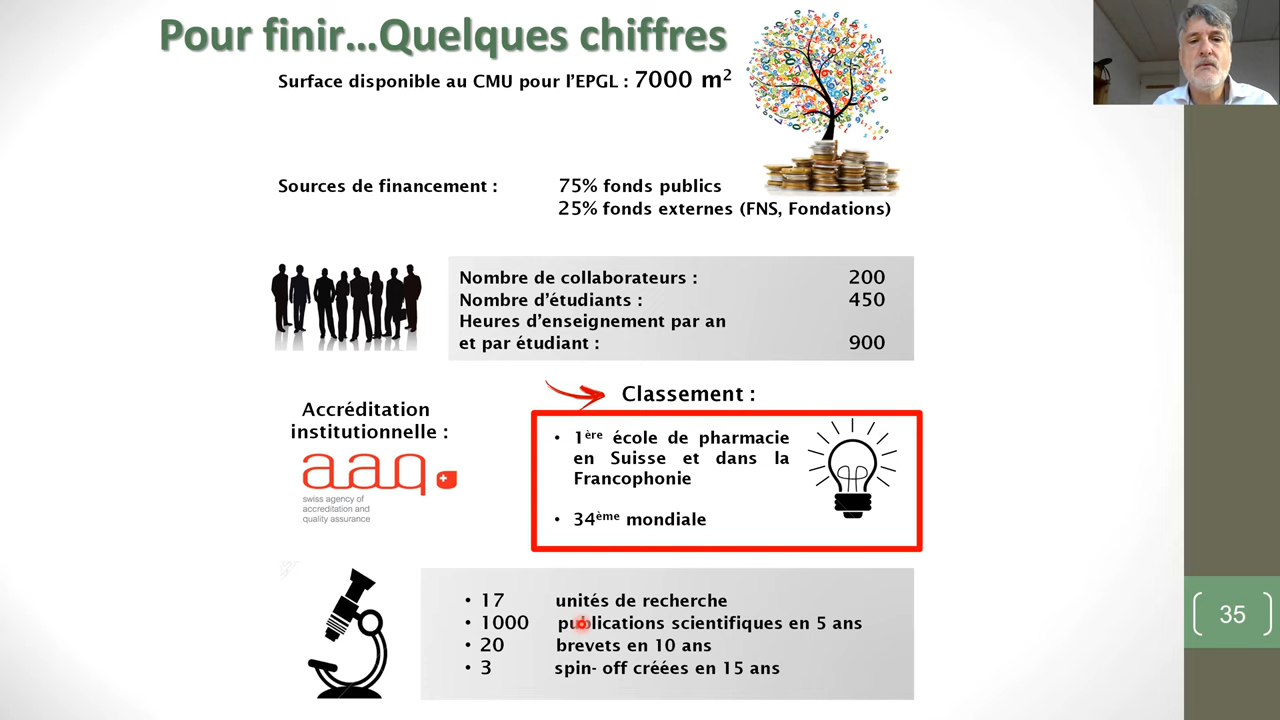 Pour finir...Quelques chiffres
Surface disponible au CMU pour l'EPGL : 7000 m²
Sources de financement : 75% fonds publics
25% fonds externes (FNS, Fondations)
Nombre de collaborateurs : 200
Nombre d'étudiants : 450
Heures d'enseignement par an
et par étudiant : 900
Classement :
Accréditation
institutionnelle :
aaq
swiss agency of
accreditation and
quality assurance
• 1ère école de pharmacie
en Suisse et dans la
Francophonie
• 34ème mondiale
• 17 unités de recherche
• 1000 publications scientifiques en 5 ans
• 20 brevets en 10 ans
• 3 spin- off créées en 15 ans
35